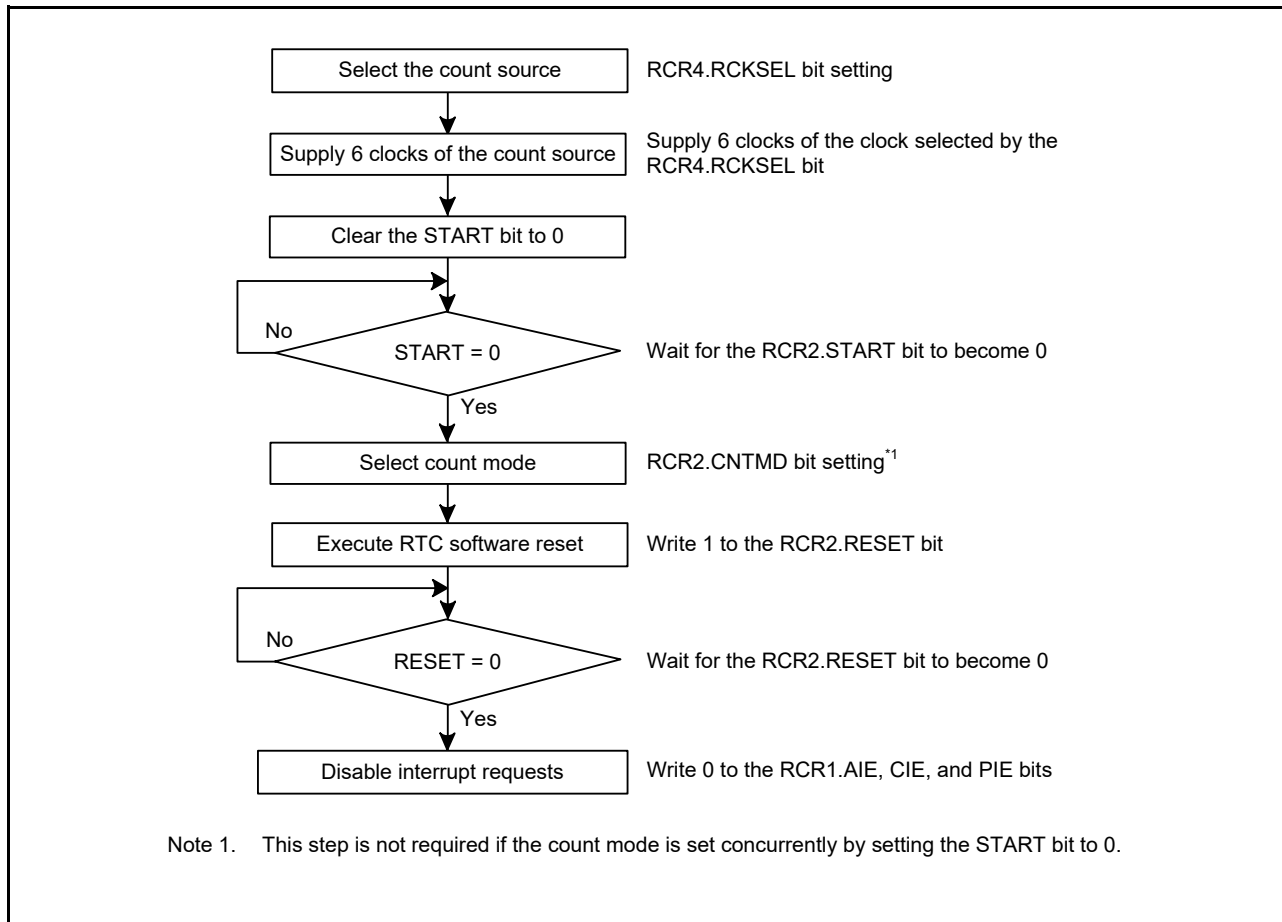 Select the count source
RCR4.RCKSEL bit setting
Supply 6 clocks of the count source
Supply 6 clocks of the clock selected by the
RCR4.RCKSEL bit
Clear the START bit to 0
No
START = 0
Wait for the RCR2.START bit to become 0
Yes
Select count mode
RCR2.CNTMD bit setting*1
Execute RTC software reset
Write 1 to the RCR2.RESET bit
No
RESET = 0
Wait for the RCR2.RESET bit to become 0
Yes
Disable interrupt requests
Write 0 to the RCR1.AIE, CIE, and PIE bits
Note 1. This step is not required if the count mode is set concurrently by setting the START bit to 0.